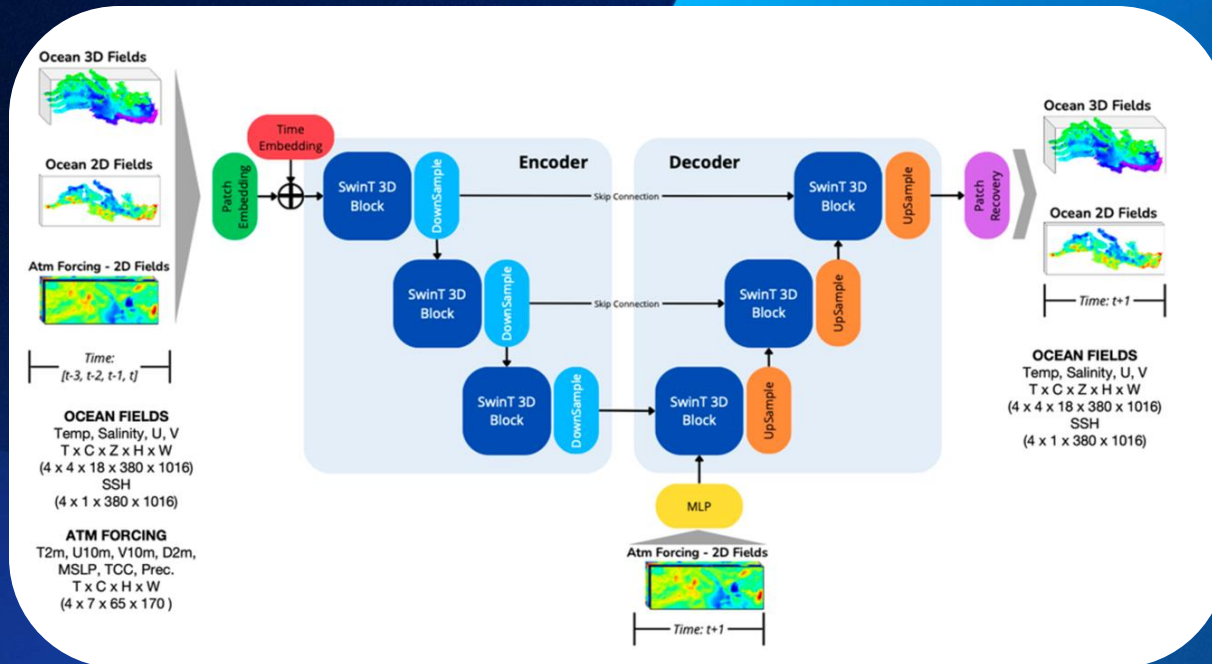 Ocean 3D Fields
Ocean 2D Fields
Atm Forcing - 2D Fields
Time:
[t-3, t-2, t-1, t]
OCEAN FIELDS
Temp, Salinity, U, V
T x C x Z x H x W
(4 x 4 x 18 x 380 x 1016)
SSH
(4 x 1 x 380 x 1016)
ATM FORCING
T2m, U10m, V10m, D2m,
MSLP, TCC, Prec.
T x C x H x W
(4 x 7 x 65 x 170 )
Patch
Embedding
Time
Embedding
Encoder
SwinT 3D
Block
DownSample
SwinT 3D
Block
DownSample
SwinT 3D
Block
DownSample
Skip Connection
Skip Connection
Decoder
SwinT 3D
Block
UpSample
SwinT 3D
Block
UpSample
SwinT 3D
Block
UpSample
MLP
Atm Forcing - 2D Fields
Time: t+1
Patch
Recovery
Ocean 3D Fields
Ocean 2D Fields
Time: t+1
OCEAN FIELDS
Temp, Salinity, U, V
T x C x Z x H x W
(4 x 4 x 18 x 380 x 1016)
SSH
(4 x 1 x 380 x 1016)